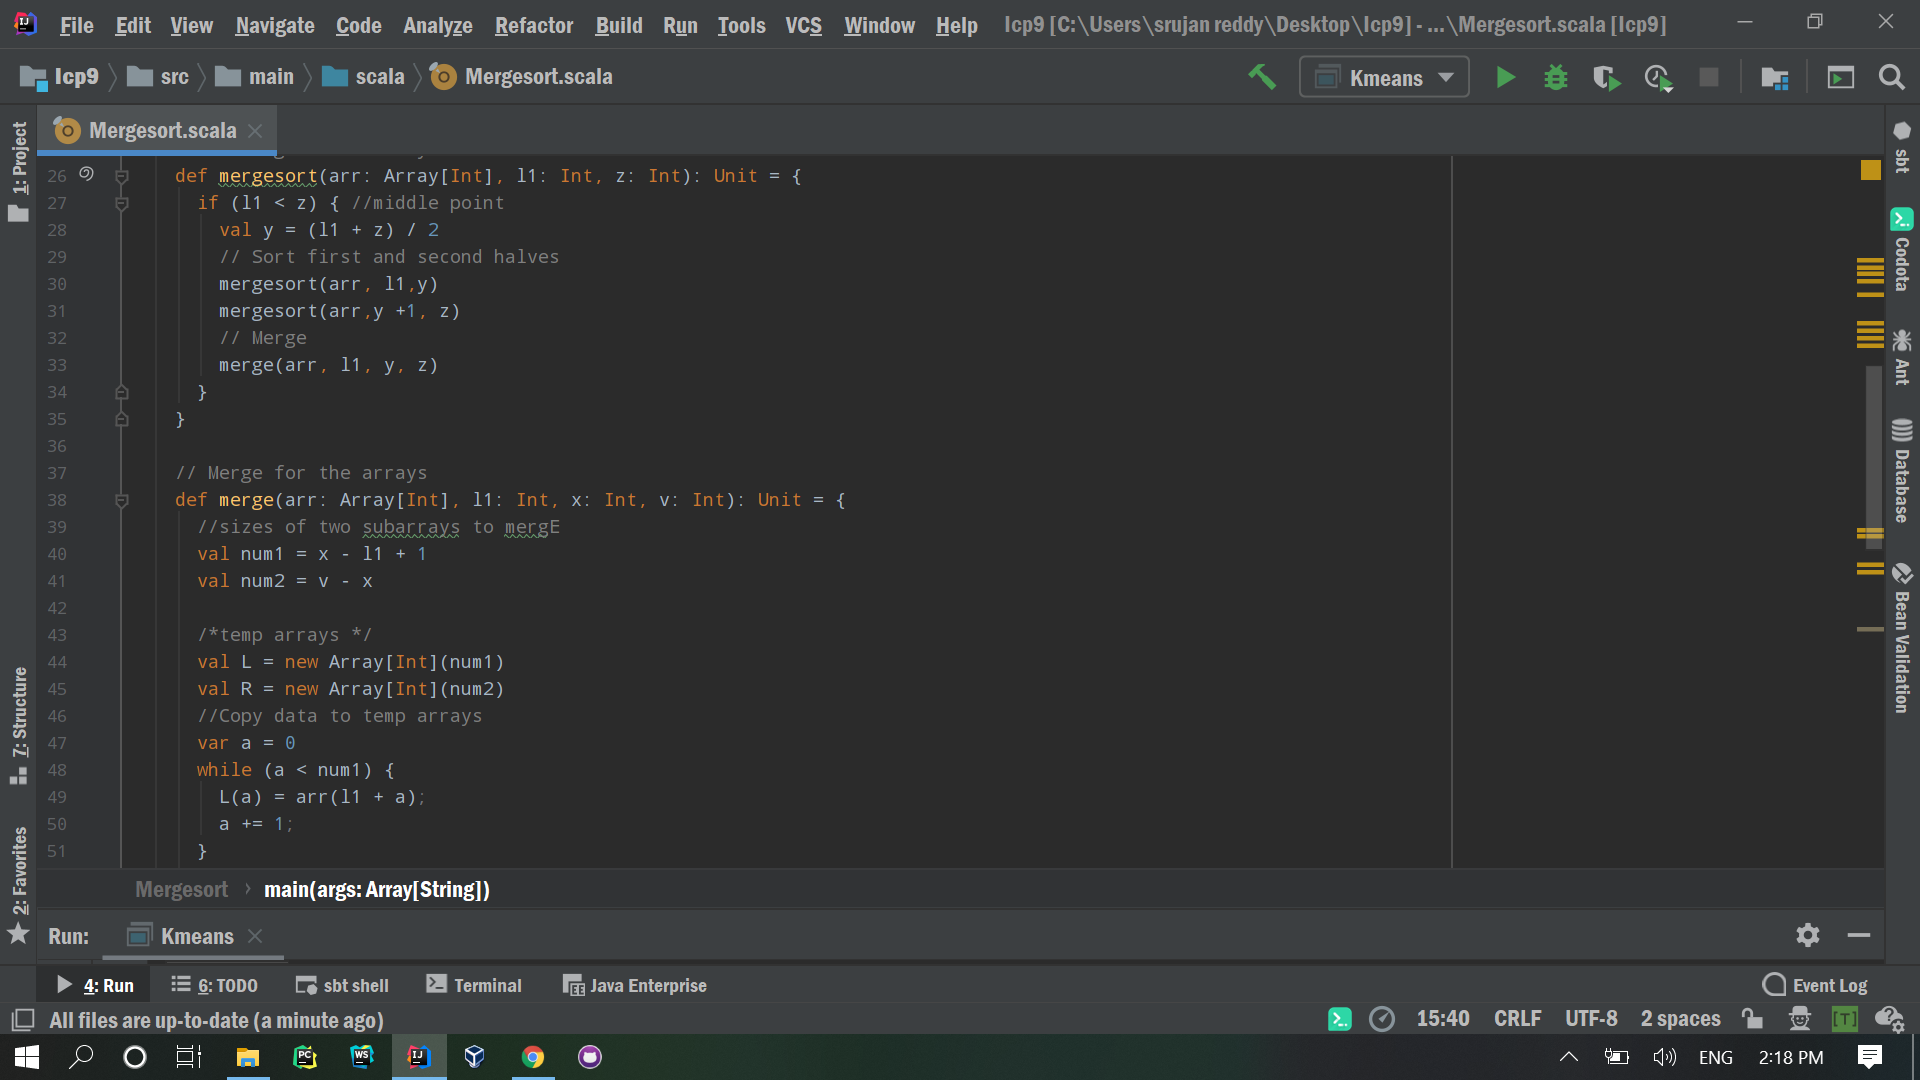 File Edit View Navigate Code Analyze Refactor Build Run Tools VCS Window Help Icp9 [C:\Users\srujan reddy\Desktop\Icp9] - ...\Mergesort.scala [Icp9]
Icp9 src main scala Mergesort.scala Kmeans
Mergesort.scala
1: Project
7: Structure
2: Favorites
26 def mergesort(arr: Array[Int], l1: Int, z: Int): Unit = {
27 if (l1 < z) { //middle point
28 val y = (l1 + z) / 2
29 // Sort first and second halves
30 mergesort(arr, l1,y)
31 mergesort(arr,y +1, z)
32 // Merge
33 merge(arr, l1, y, z)
34 }
35 }
36
37 // Merge for the arrays
38 def merge(arr: Array[Int], l1: Int, x: Int, v: Int): Unit = {
39 //sizes of two subarrays to mergE
40 val num1 = x - l1 + 1
41 val num2 = v - x
42
43 /*temp arrays */
44 val L = new Array[Int](num1)
45 val R = new Array[Int](num2)
46 //Copy data to temp arrays
47 var a = 0
48 while (a < num1) {
49 L(a) = arr(l1 + a);
50 a += 1;
51 }
sbt
Codota
Ant
Database
Bean Validation
Mergesort › main(args: Array[String])
Run: Kmeans
4: Run 6: TODO sbt shell Terminal Java Enterprise Event Log
All files are up-to-date (a minute ago) 15:40 CRLF UTF-8 2 spaces [T]
PC WS IJ ENG 2:18 PM